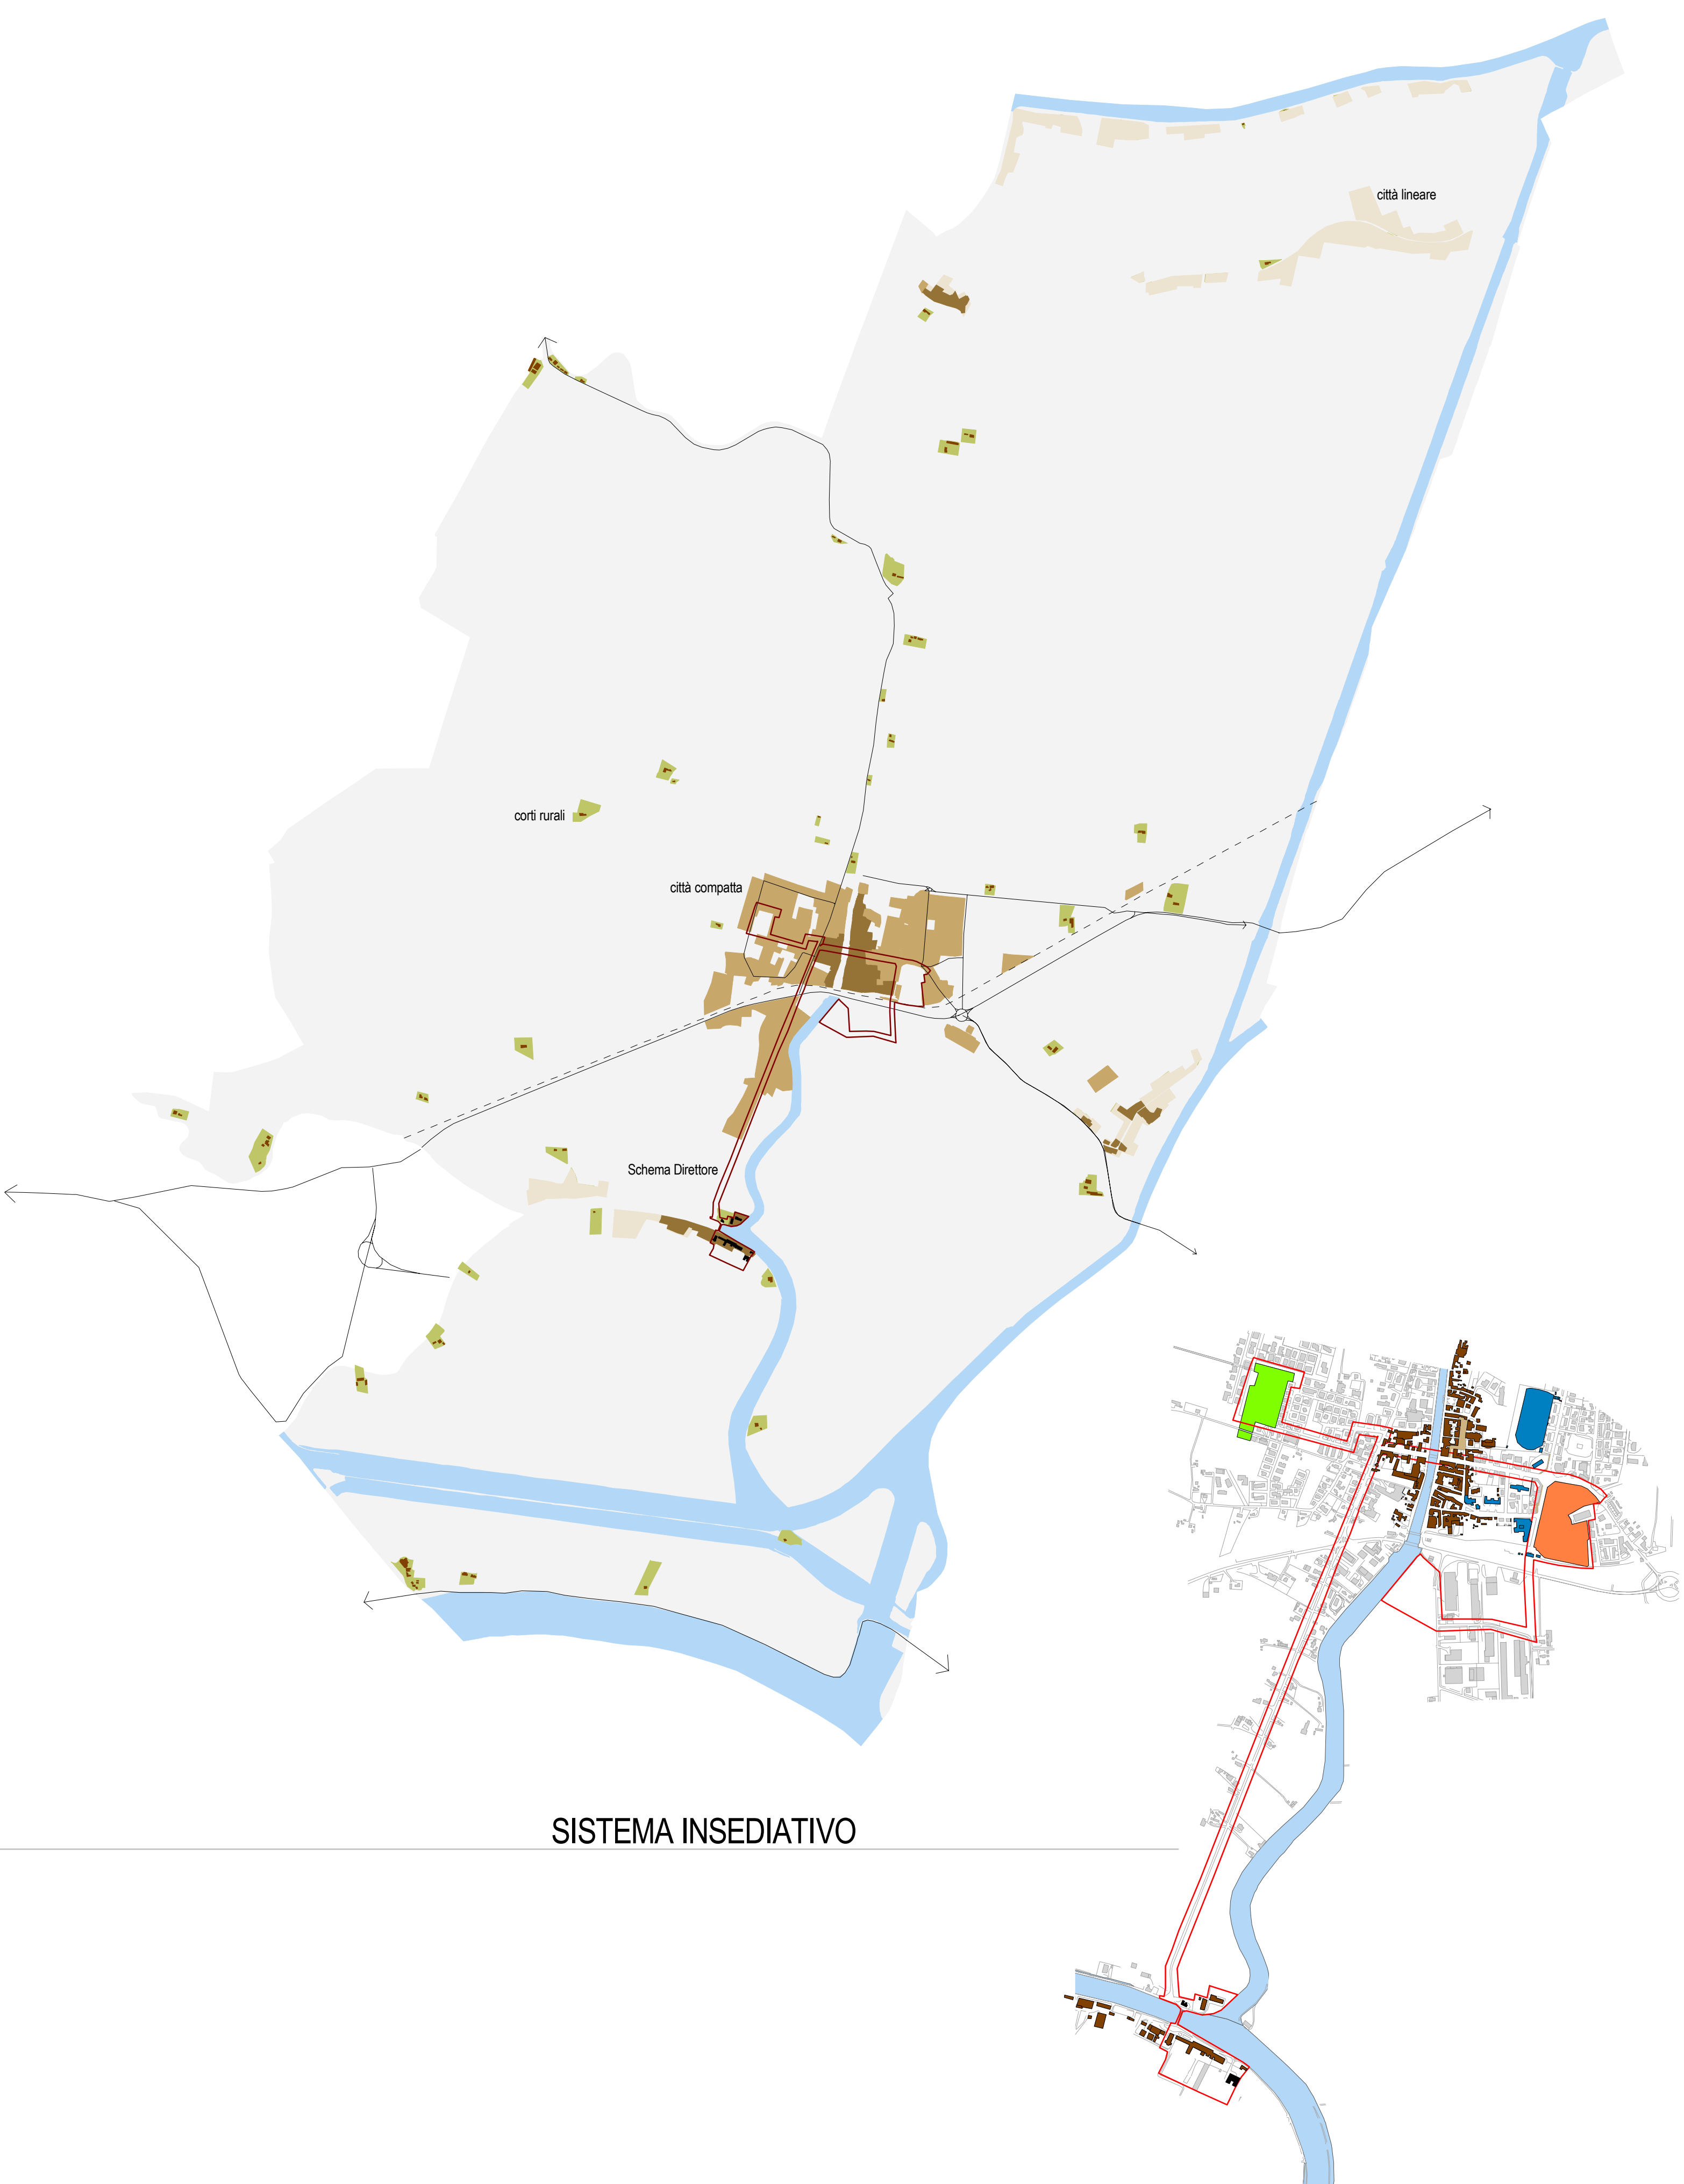 città lineare
corti rurali
città compatta
Schema Direttore
SISTEMA INSEDIATIVO